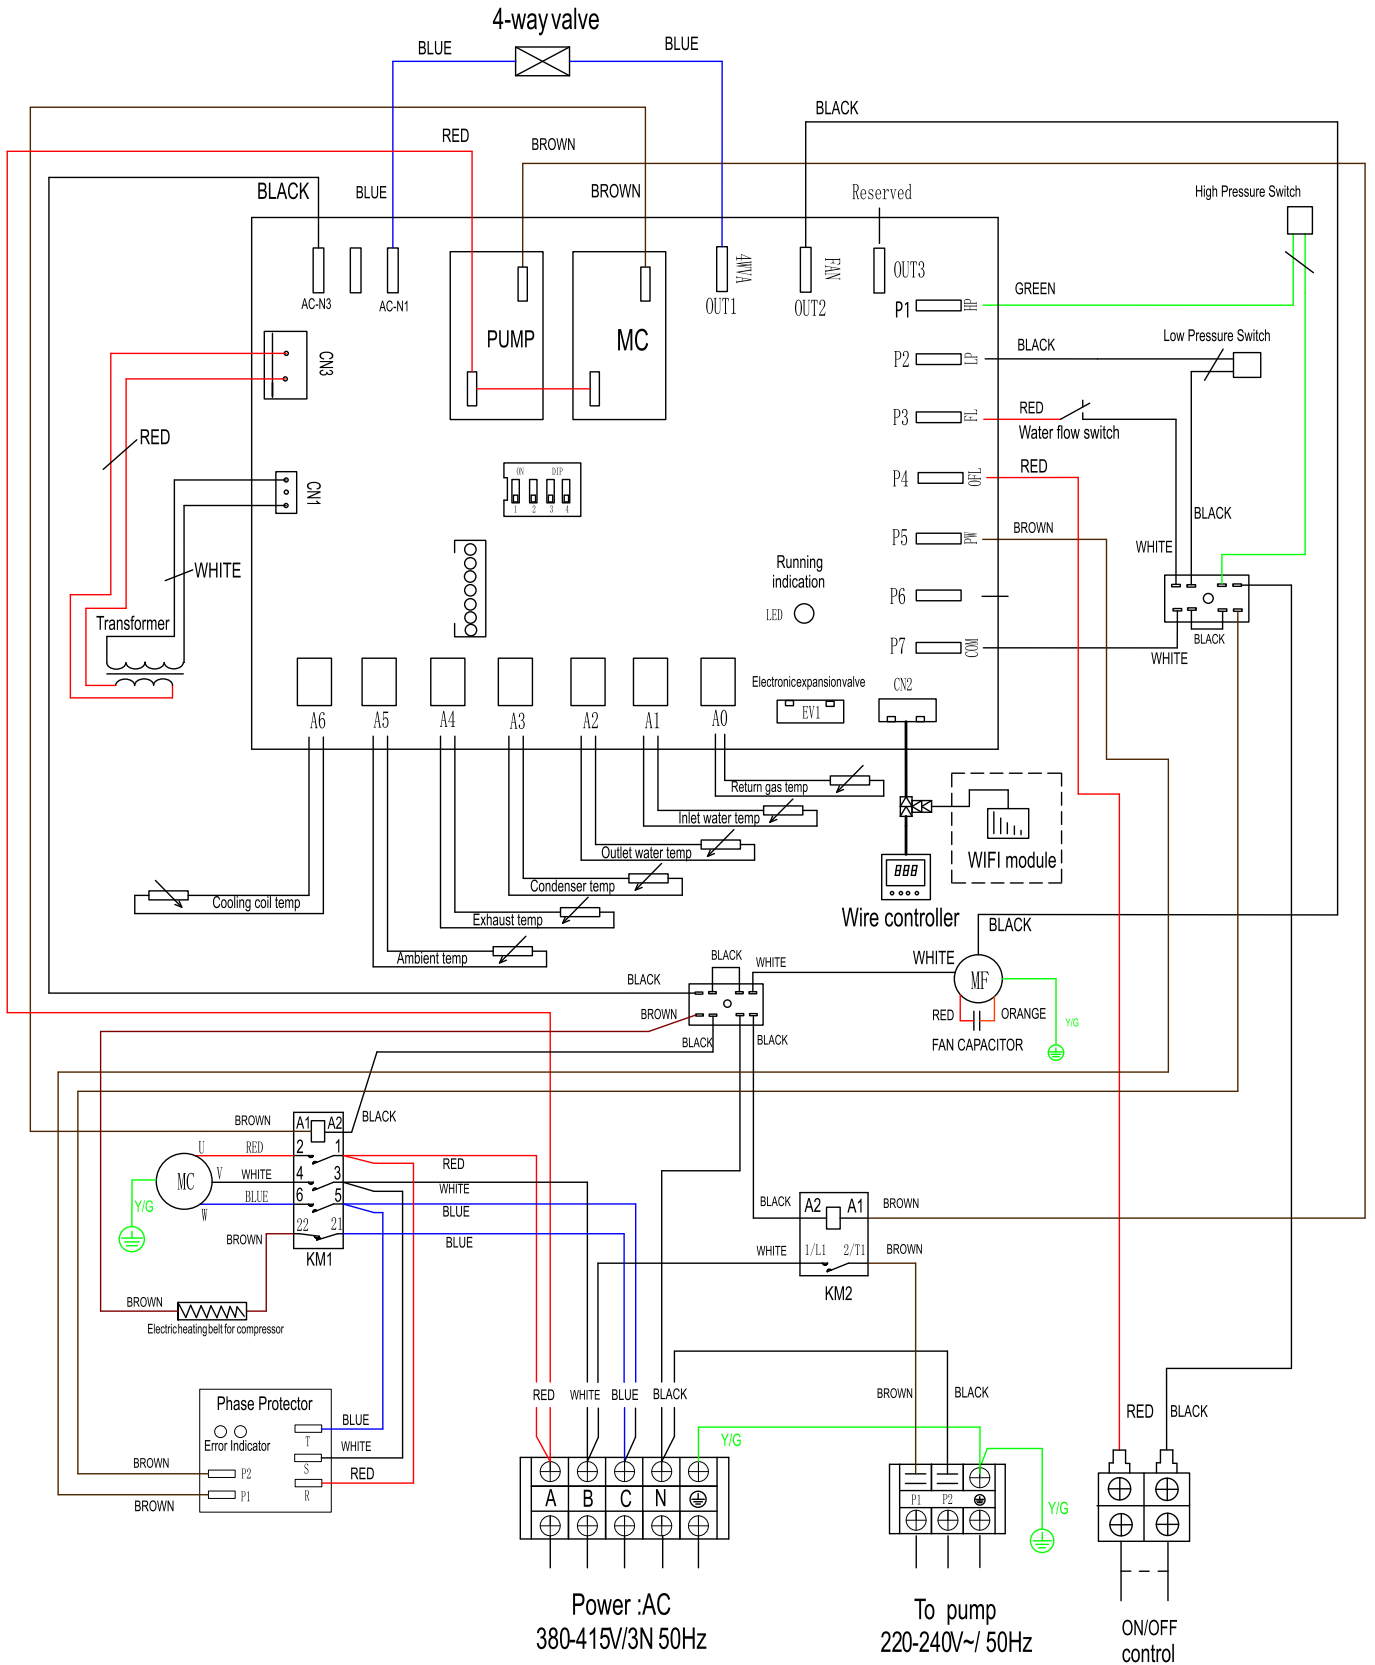 4-way valve
BLUE
BLUE
BLACK
RED
BROWN
BLACK
BLUE
BROWN
Reserved
High Pressure Switch
AC-N3
AC-N1
4WVA
OUT1
FAN
OUT2
OUT3
P1
HP
GREEN
PUMP
MC
CN3
P2
LP
BLACK
Low Pressure Switch
P3
FL
RED
Water flow switch
RED
P4
OFL
RED
ON
DIP
1
2
3
4
CN1
BLACK
P5
PW
BROWN
WHITE
WHITE
Running
indication
LED
P6
Transformer
P7
COM
BLACK
WHITE
Electronicexpansionvalve
EV1
CN2
A6
A5
A4
A3
A2
A1
A0
Return gas temp
Inlet water temp
Outlet water temp
Condenser temp
Cooling coil temp
Exhaust temp
Ambient temp
888
WIFI module
Wire controller
BLACK
BLACK
BLACK
WHITE
WHITE
MF
BROWN
RED
ORANGE
Y/G
BLACK
BLACK
FAN CAPACITOR
BROWN
A1
A2
BLACK
U
RED
2
1
RED
MC
V
WHITE
4
3
WHITE
W
BLUE
6
5
BLUE
Y/G
BROWN
22
21
BLUE
KM1
BLACK
A2
A1
BROWN
WHITE
1/L1
2/T1
BROWN
KM2
BROWN
Electricheatingbelt for compressor
Phase Protector
Error Indicator
T
BLUE
S
WHITE
R
RED
BROWN
P2
BROWN
P1
RED
WHITE
BLUE
BLACK
BROWN
BLACK
RED
BLACK
Y/G
Y/G
A
B
C
N
P1
P2
Power :AC
380-415V/3N 50Hz
To pump
220-240V~/ 50Hz
ON/OFF
control